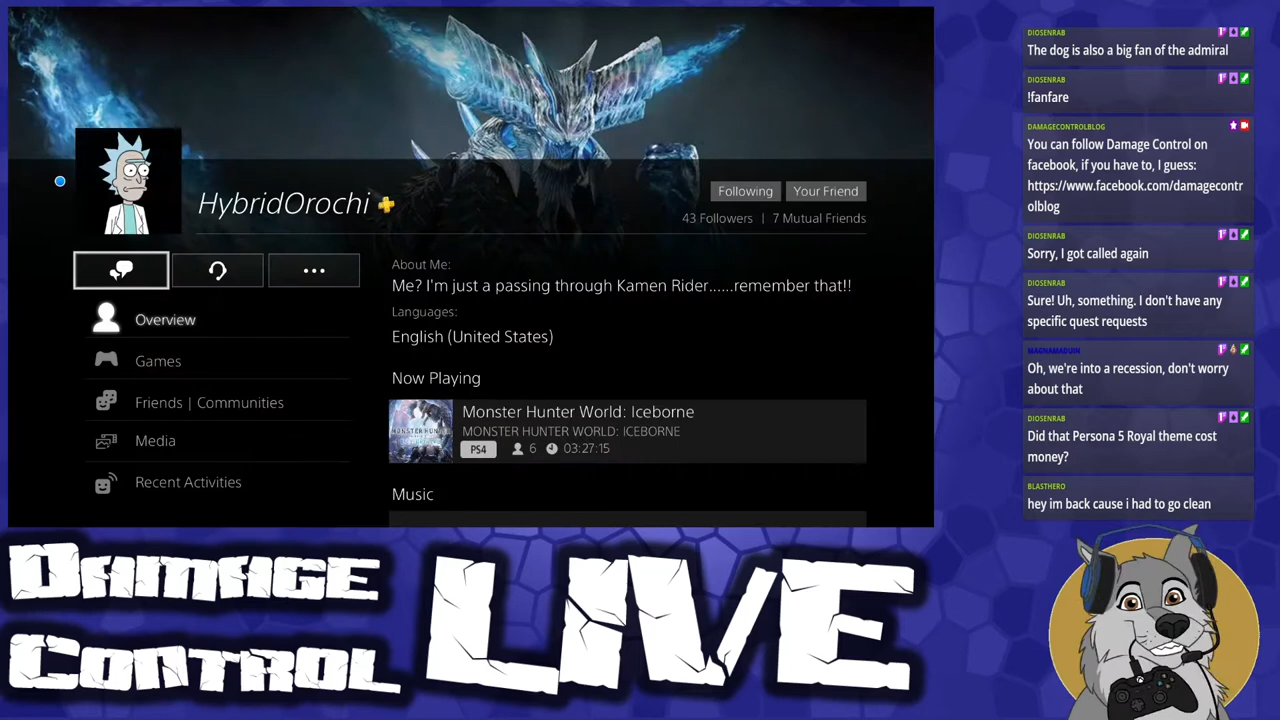 HybridOrochi
Following
Your Friend
43 Followers | 7 Mutual Friends
About Me:
Me? I'm just a passing through Kamen Rider......remember that!!
Languages:
English (United States)
Overview
Games
Friends | Communities
Media
Recent Activities
Now Playing
MONSTER HUNTER
Monster Hunter World: Iceborne
MONSTER HUNTER WORLD: ICEBORNE
PS4 6 03:27:15
Music
DIOSENRAB
The dog is also a big fan of the admiral
DIOSENRAB
!fanfare
DAMAGECONTROLBLOG
You can follow Damage Control on
facebook, if you have to, I guess:
https://www.facebook.com/damagecontr
olblog
DIOSENRAB
Sorry, I got called again
DIOSENRAB
Sure! Uh, something. I don't have any
specific quest requests
MAGNAMADUIN
Oh, we're into a recession, don't worry
about that
DIOSENRAB
Did that Persona 5 Royal theme cost
money?
BLASTHERO
hey im back cause i had to go clean
DAMAGE
CONTROL
LIVE